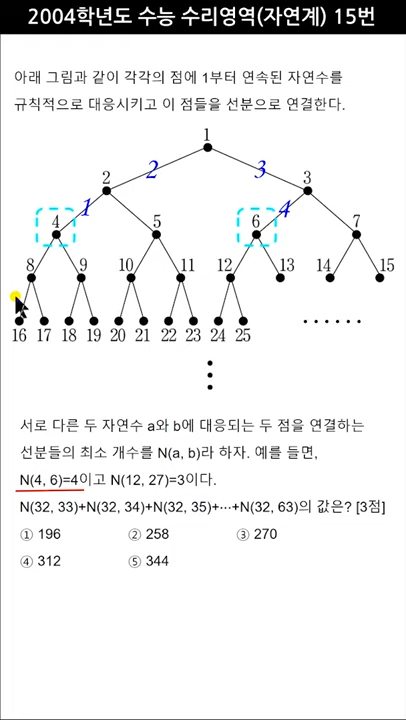 2004학년도 수능 수리영역(자연계) 15번
아래 그림과 같이 각각의 점에 1부터 연속된 자연수를
규칙적으로 대응시키고 이 점들을 선분으로 연결한다.
1
2 2 3 3
4 1 5 6 4 7
8 9 10 11 12 13 14 15
16 17 18 19 20 21 22 23 24 25 ......
서로 다른 두 자연수 a와 b에 대응되는 두 점을 연결하는
선분들의 최소 개수를 N(a, b)라 하자. 예를 들면,
N(4, 6)=4이고 N(12, 27)=3이다.
N(32, 33)+N(32, 34)+N(32, 35)+···+N(32, 63)의 값은? [3점]
① 196 ② 258 ③ 270
④ 312 ⑤ 344